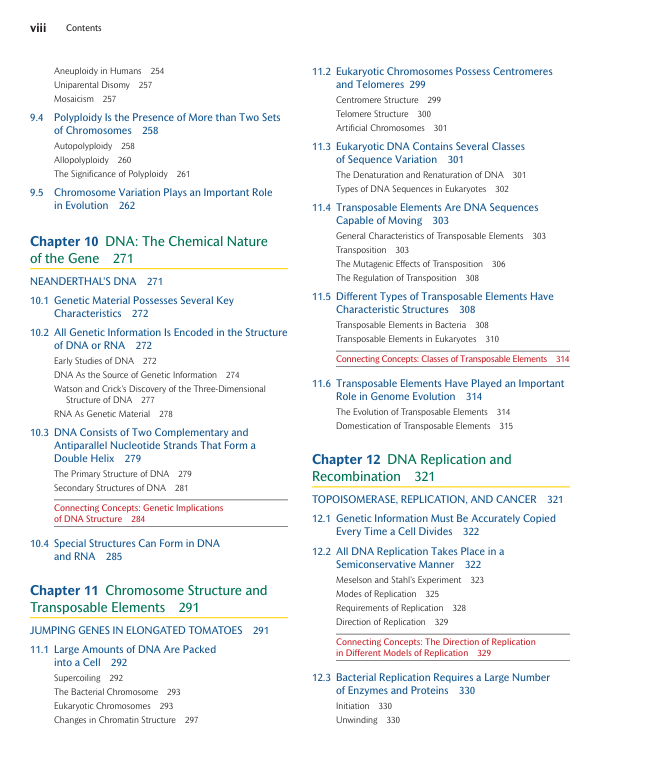 viii Contents
Aneuploidy in Humans 254
Uniparental Disomy 257
Mosaicism 257
9.4 Polyploidy Is the Presence of More than Two Sets
of Chromosomes 258
Autopolyploidy 258
Allopolyploidy 260
The Significance of Polyploidy 261
9.5 Chromosome Variation Plays an Important Role
in Evolution 262
Chapter 10 DNA: The Chemical Nature
of the Gene 271
NEANDERTHAL'S DNA 271
10.1 Genetic Material Possesses Several Key
Characteristics 272
10.2 All Genetic Information Is Encoded in the Structure
of DNA or RNA 272
Early Studies of DNA 272
DNA As the Source of Genetic Information 274
Watson and Crick's Discovery of the Three-Dimensional
Structure of DNA 277
RNA As Genetic Material 278
10.3 DNA Consists of Two Complementary and
Antiparallel Nucleotide Strands That Form a
Double Helix 279
The Primary Structure of DNA 279
Secondary Structures of DNA 281
Connecting Concepts: Genetic Implications
of DNA Structure 284
10.4 Special Structures Can Form in DNA
and RNA 285
Chapter 11 Chromosome Structure and
Transposable Elements 291
JUMPING GENES IN ELONGATED TOMATOES 291
11.1 Large Amounts of DNA Are Packed
into a Cell 292
Supercoiling 292
The Bacterial Chromosome 293
Eukaryotic Chromosomes 293
Changes in Chromatin Structure 297
11.2 Eukaryotic Chromosomes Possess Centromeres
and Telomeres 299
Centromere Structure 299
Telomere Structure 300
Artificial Chromosomes 301
11.3 Eukaryotic DNA Contains Several Classes
of Sequence Variation 301
The Denaturation and Renaturation of DNA 301
Types of DNA Sequences in Eukaryotes 302
11.4 Transposable Elements Are DNA Sequences
Capable of Moving 303
General Characteristics of Transposable Elements 303
Transposition 303
The Mutagenic Effects of Transposition 306
The Regulation of Transposition 308
11.5 Different Types of Transposable Elements Have
Characteristic Structures 308
Transposable Elements in Bacteria 308
Transposable Elements in Eukaryotes 310
Connecting Concepts: Classes of Transposable Elements 314
11.6 Transposable Elements Have Played an Important
Role in Genome Evolution 314
The Evolution of Transposable Elements 314
Domestication of Transposable Elements 315
Chapter 12 DNA Replication and
Recombination 321
TOPOISOMERASE, REPLICATION, AND CANCER 321
12.1 Genetic Information Must Be Accurately Copied
Every Time a Cell Divides 322
12.2 All DNA Replication Takes Place in a
Semiconservative Manner 322
Meselson and Stahl's Experiment 323
Modes of Replication 325
Requirements of Replication 328
Direction of Replication 329
Connecting Concepts: The Direction of Replication
in Different Models of Replication 329
12.3 Bacterial Replication Requires a Large Number
of Enzymes and Proteins 330
Initiation 330
Unwinding 330